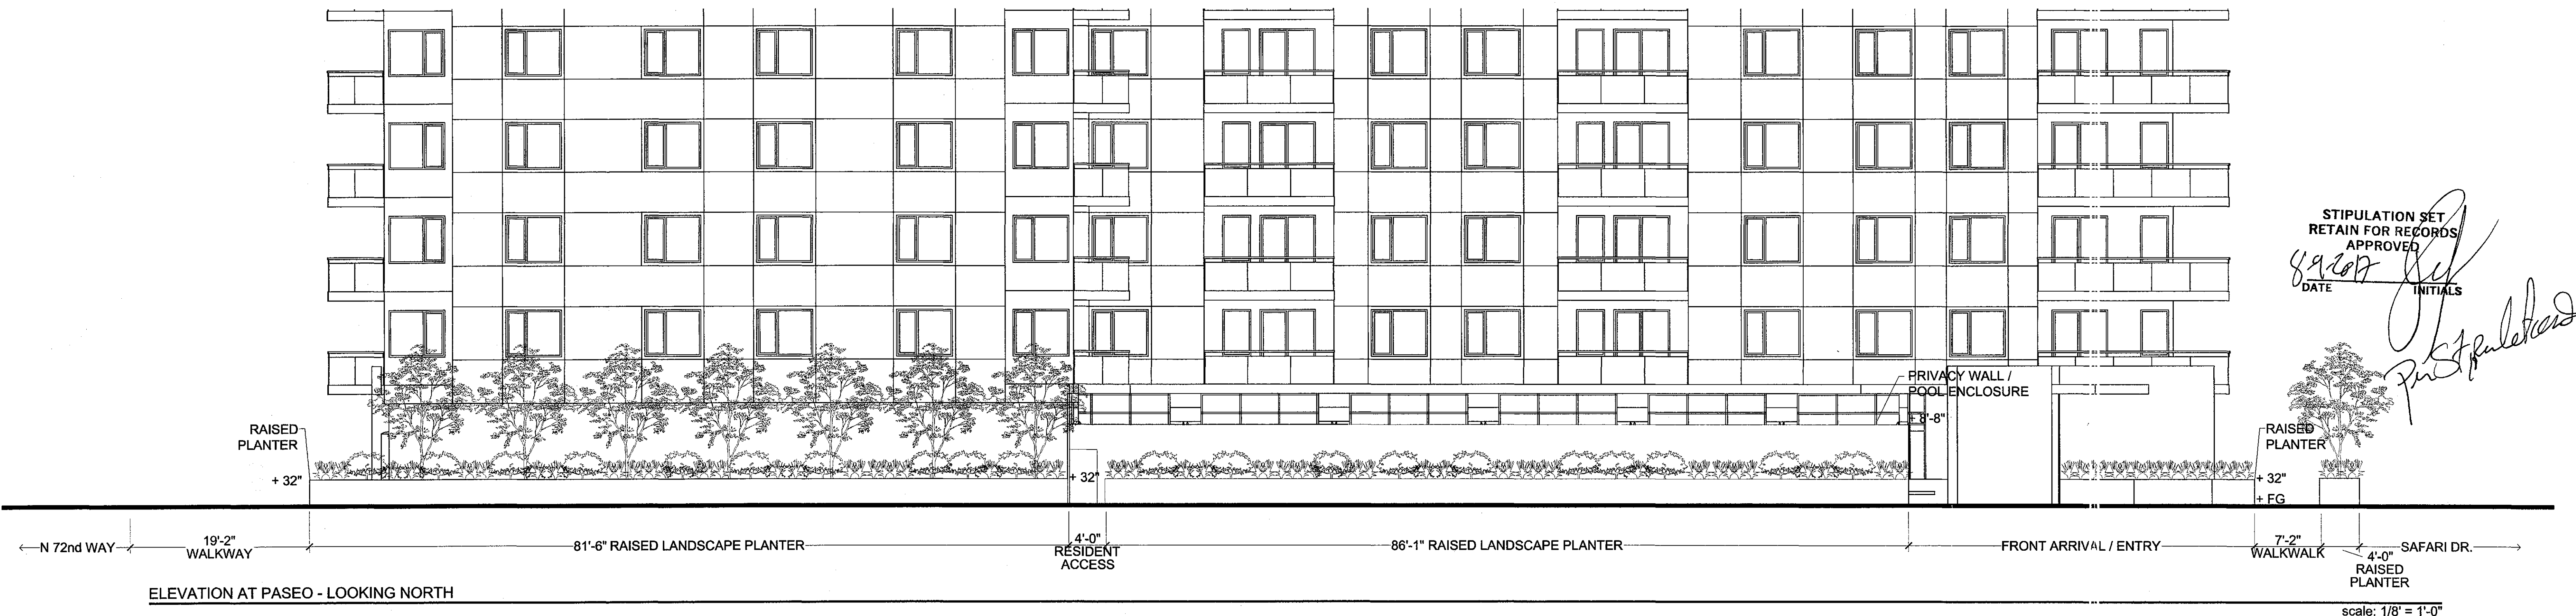 STIPULATION SET
RETAIN FOR RECORDS
APPROVED
DATE
INITIALS
PRIVACY WALL /
POOL ENCLOSURE
+ 8'-8"
RAISED
PLANTER
+ 32"
+ 32"
RAISED
PLANTER
+ 32"
+ FG
N 72nd WAY
19'-2"
WALKWAY
81'-6" RAISED LANDSCAPE PLANTER
4'-0"
RESIDENT
ACCESS
86'-1" RAISED LANDSCAPE PLANTER
FRONT ARRIVAL / ENTRY
7'-2"
WALKWALK
4'-0"
RAISED
PLANTER
SAFARI DR.
ELEVATION AT PASEO - LOOKING NORTH
scale: 1/8' = 1'-0"